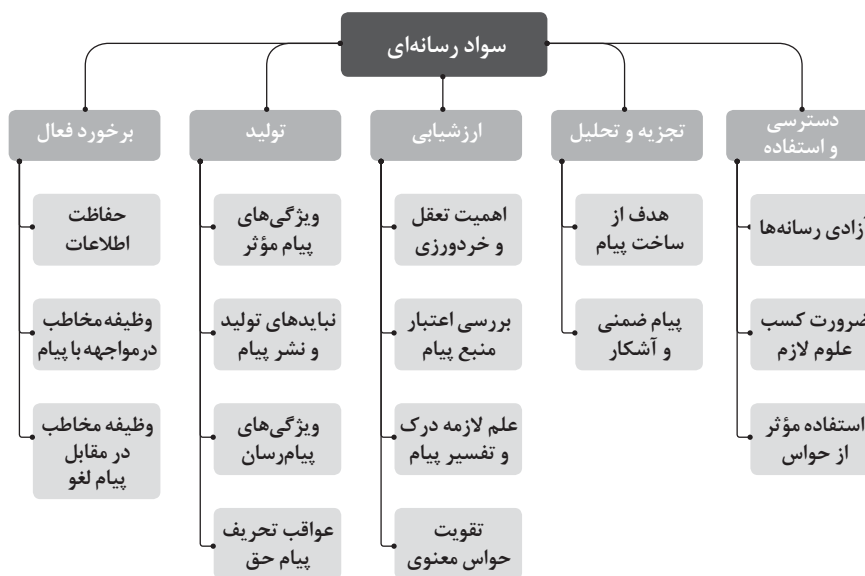 سواد رسانه‌ای
دسترسی
و استفاده
آزادی رسانه‌ها
ضرورت کسب
علوم لازم
استفاده مؤثر
از حواس
تجزیه و تحلیل
هدف از
ساخت پیام
پیام ضمنی
و آشکار
ارزشیابی
اهمیت تعقل
و خردورزی
بررسی اعتبار
منبع پیام
علم لازمه درک
و تفسیر پیام
تقویت
حواس معنوی
تولید
ویژگی‌های
پیام مؤثر
نبایدهای تولید
و نشر پیام
ویژگی‌های
پیام‌رسان
عواقب تحریف
پیام حق
برخورد فعال
حفاظت
اطلاعات
وظیفه مخاطب
درمواجهه با پیام
وظیفه مخاطب
در مقابل
پیام لغو